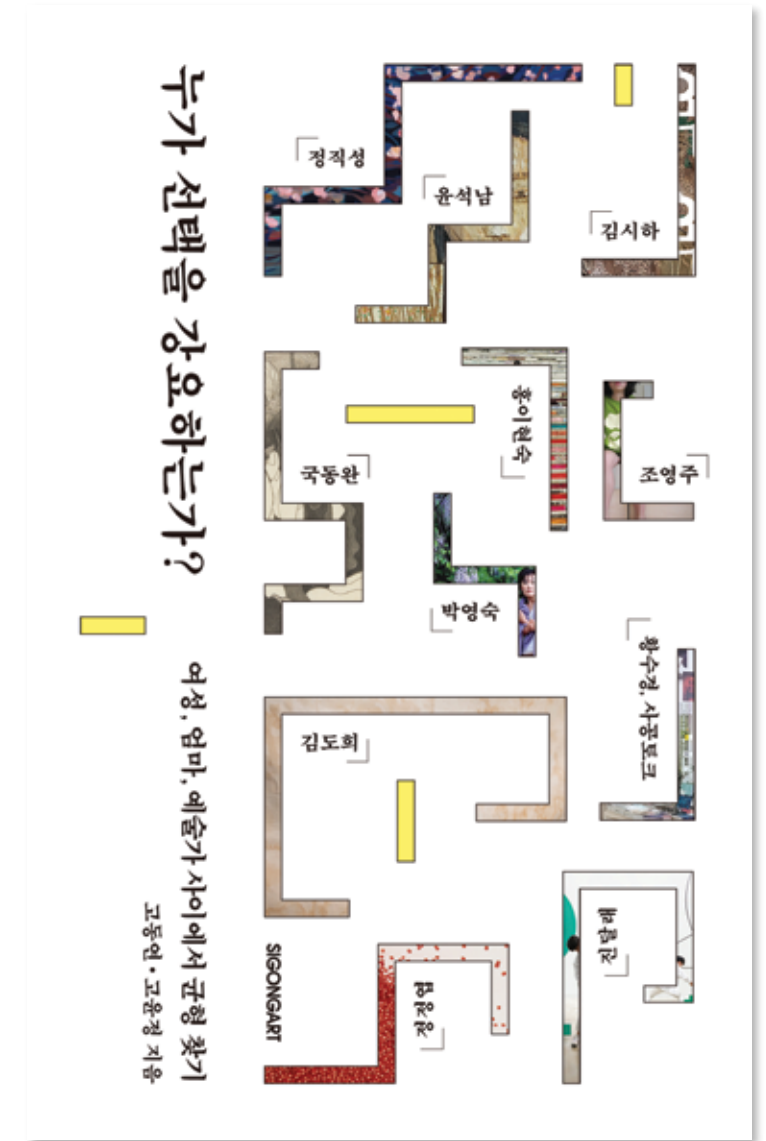 누가 선택을 강요하는가?
여성, 엄마, 예술가 사이에서 균형 찾기
고동연・고윤정 지음
정직성
윤석남
김시하
홍이현숙
조영주
국동완
박영숙
황수경, 사공토크
김도희
정정엽
SIGONGART